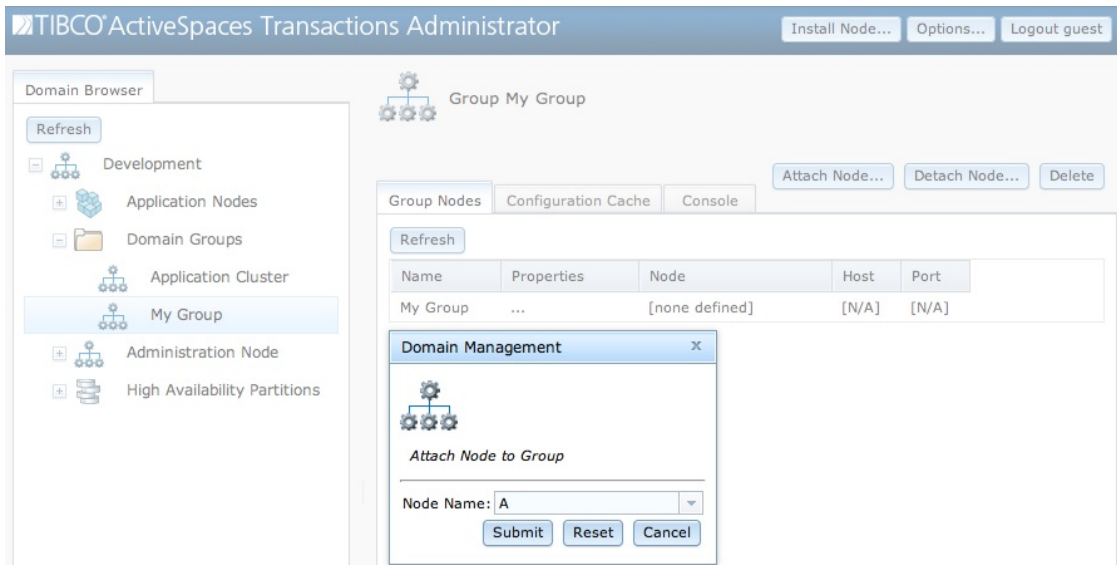 TIBCO® ActiveSpaces Transactions Administrator
Install Node... Options... Logout guest
Domain Browser
Refresh
Development
Application Nodes
Domain Groups
Application Cluster
My Group
Administration Node
High Availability Partitions
Group My Group
Attach Node... Detach Node... Delete
Group Nodes Configuration Cache Console
Refresh
Name Properties Node Host Port
My Group ... [none defined] [N/A] [N/A]
Domain Management x
Attach Node to Group
Node Name: A
Submit Reset Cancel